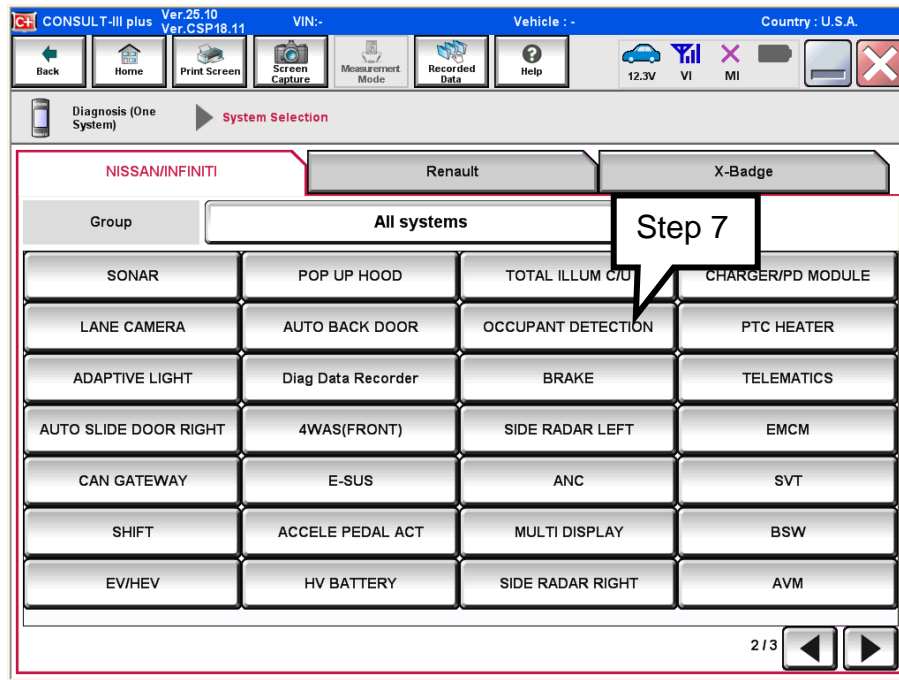 C+ CONSULT-III plus Ver.25.10 VIN:- Vehicle : - Country : U.S.A.
Ver.CSP18.11
Back Home Print Screen Screen Capture Measurement Mode Recorded Data Help 12.3V VI MI
Diagnosis (One System) System Selection
NISSAN/INFINITI Renault X-Badge
Group All systems
Step 7
SONAR POP UP HOOD TOTAL ILLUM C/U CHARGER/PD MODULE
LANE CAMERA AUTO BACK DOOR OCCUPANT DETECTION PTC HEATER
ADAPTIVE LIGHT Diag Data Recorder BRAKE TELEMATICS
AUTO SLIDE DOOR RIGHT 4WAS(FRONT) SIDE RADAR LEFT EMCM
CAN GATEWAY E-SUS ANC SVT
SHIFT ACCELE PEDAL ACT MULTI DISPLAY BSW
EV/HEV HV BATTERY SIDE RADAR RIGHT AVM
2/3